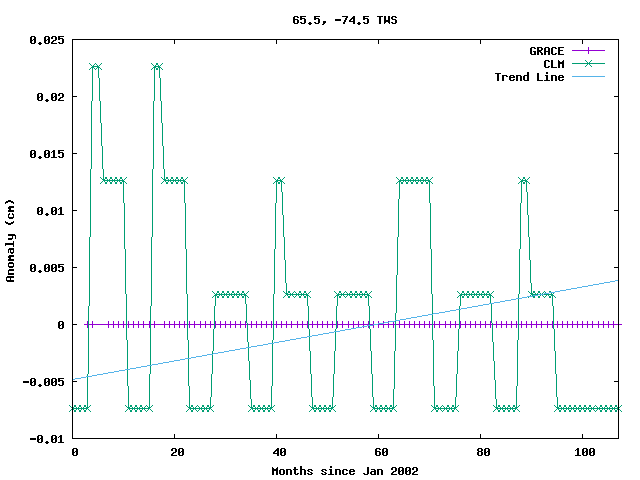 65.5, -74.5 TWS
GRACE
CLM
Trend Line
0.025
0.02
0.015
0.01
0.005
0
-0.005
-0.01
Anomaly (cm)
0 20 40 60 80 100
Months since Jan 2002